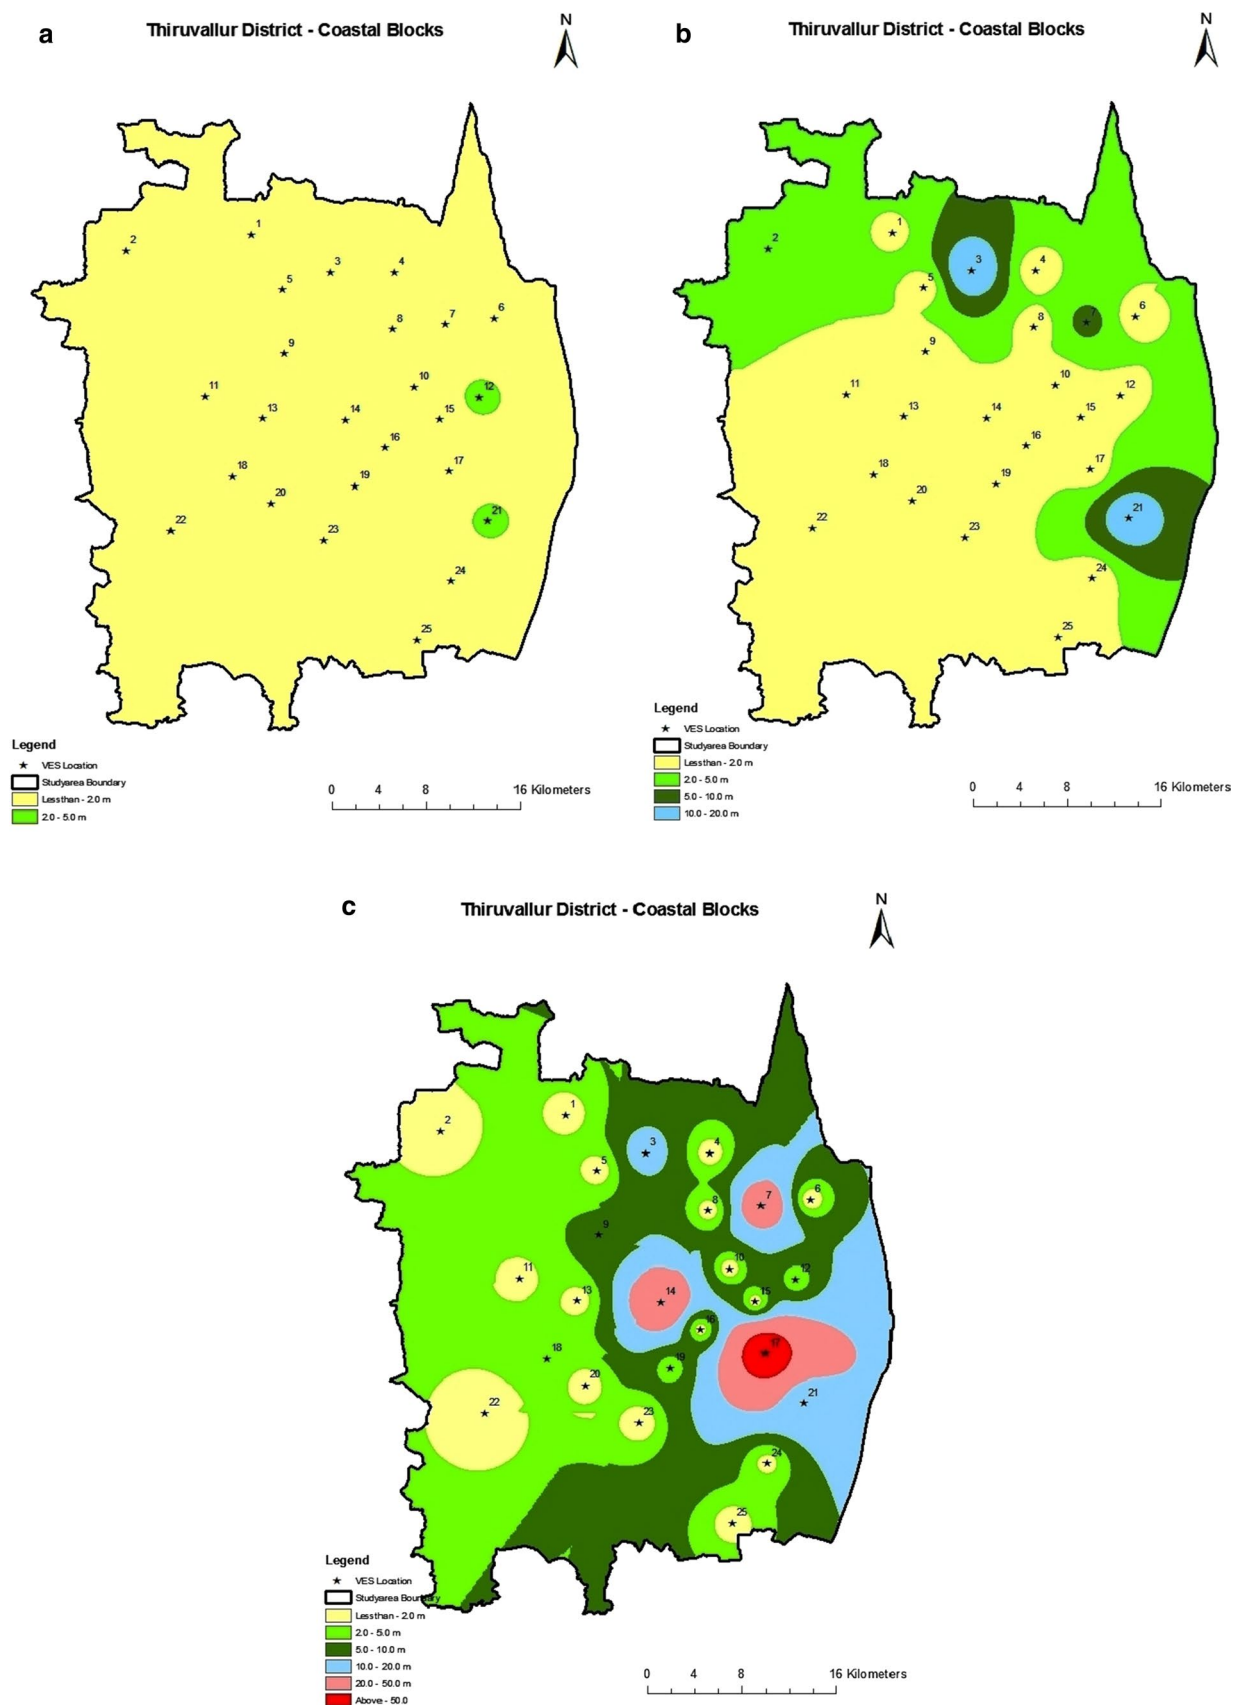 a
Thiruvallur District - Coastal Blocks
N
1
2
3
4
5
6
7
8
9
10
11
12
13
14
15
16
17
18
19
20
21
22
23
24
25
Legend
VES Location
Studyarea Boundary
Lessthan - 2.0 m
2.0 - 5.0 m
0 4 8 16 Kilometers
b
Thiruvallur District - Coastal Blocks
N
1
2
3
4
5
6
7
8
9
10
11
12
13
14
15
16
17
18
19
20
21
22
23
24
25
Legend
VES Location
Studyarea Boundary
Lessthan - 2.0 m
2.0 - 5.0 m
5.0 - 10.0 m
10.0 - 20.0 m
0 4 8 16 Kilometers
c
Thiruvallur District - Coastal Blocks
N
1
2
3
4
5
6
7
8
9
10
11
12
13
14
15
16
17
18
19
20
21
22
23
24
25
Legend
VES Location
Studyarea Boundary
Lessthan - 2.0 m
2.0 - 5.0 m
5.0 - 10.0 m
10.0 - 20.0 m
20.0 - 50.0 m
Above - 50.0
0 4 8 16 Kilometers